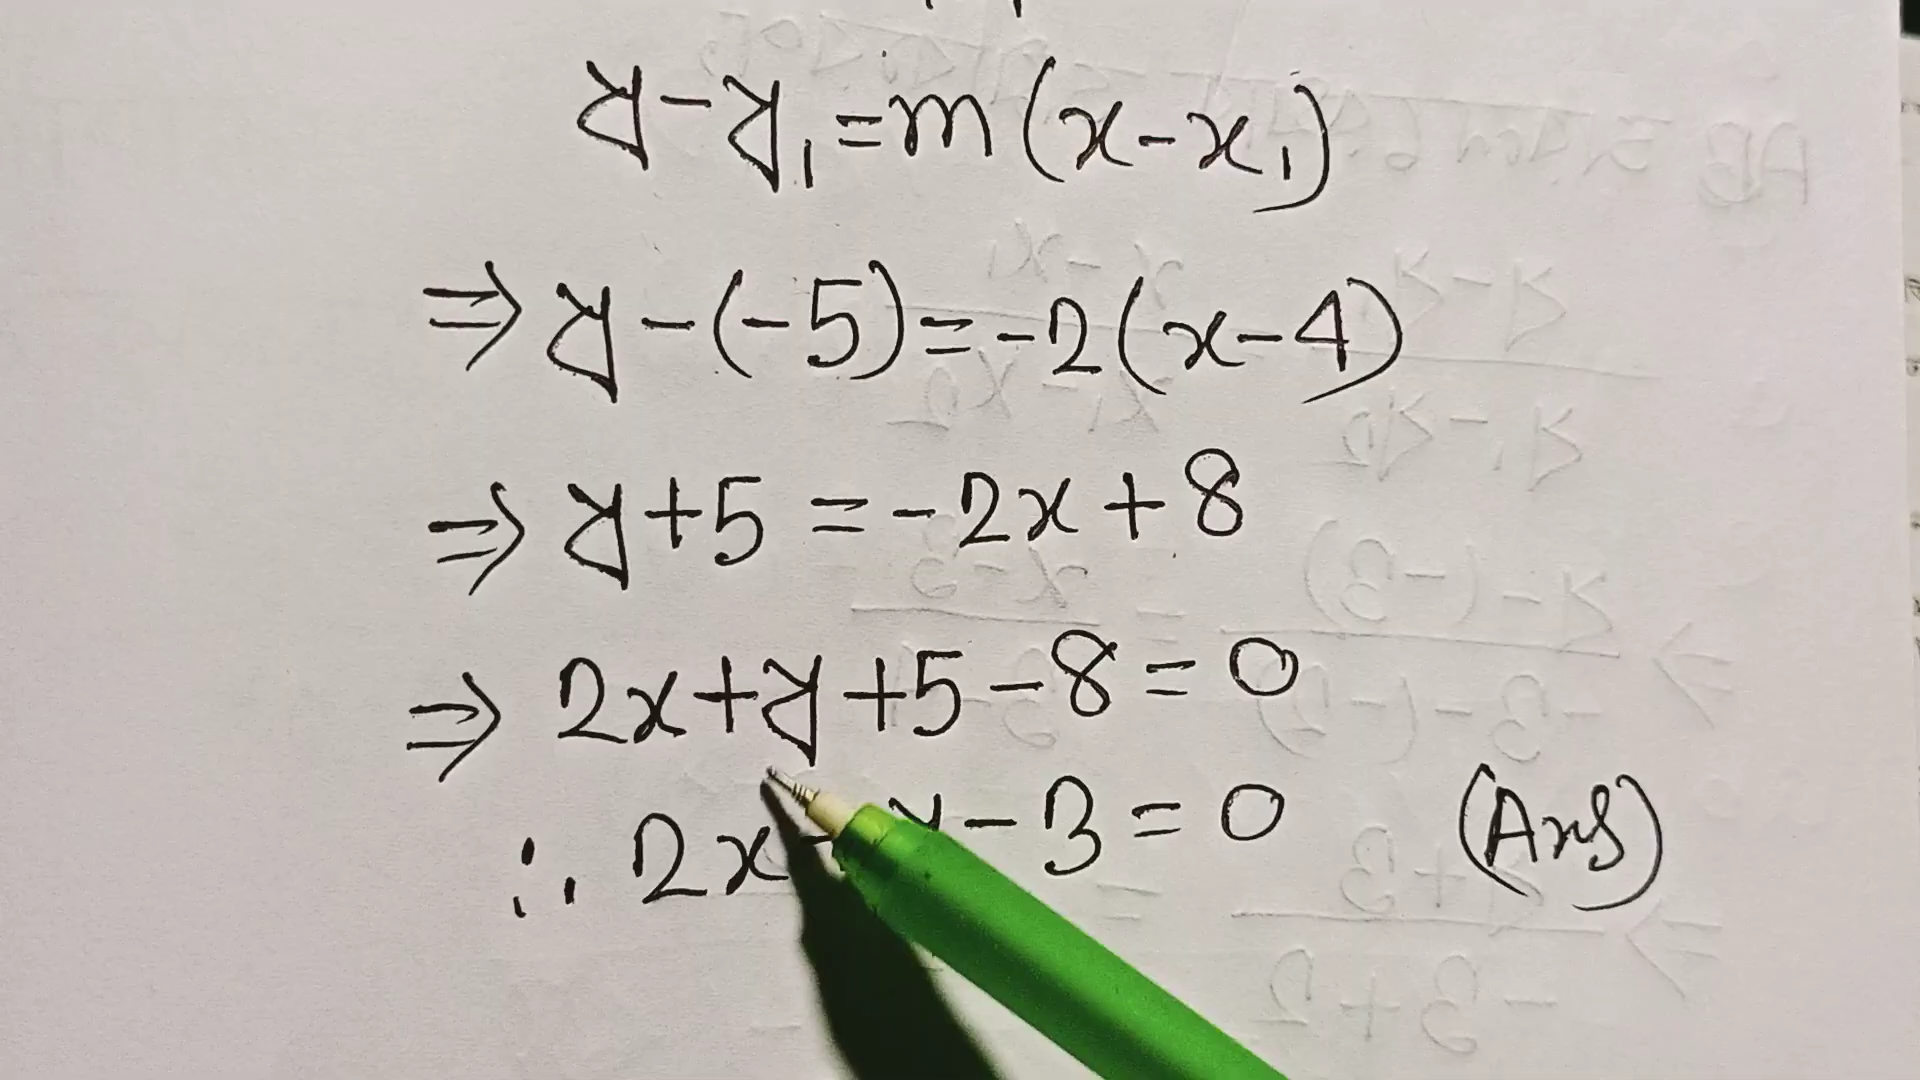 y-y₁=m(x-x₁)
⇒ y-(-5)=-2(x-4)
⇒ y+5=-2x+8
⇒ 2x+y+5-8=0
∴ 2x+y-3=0 (Ans)